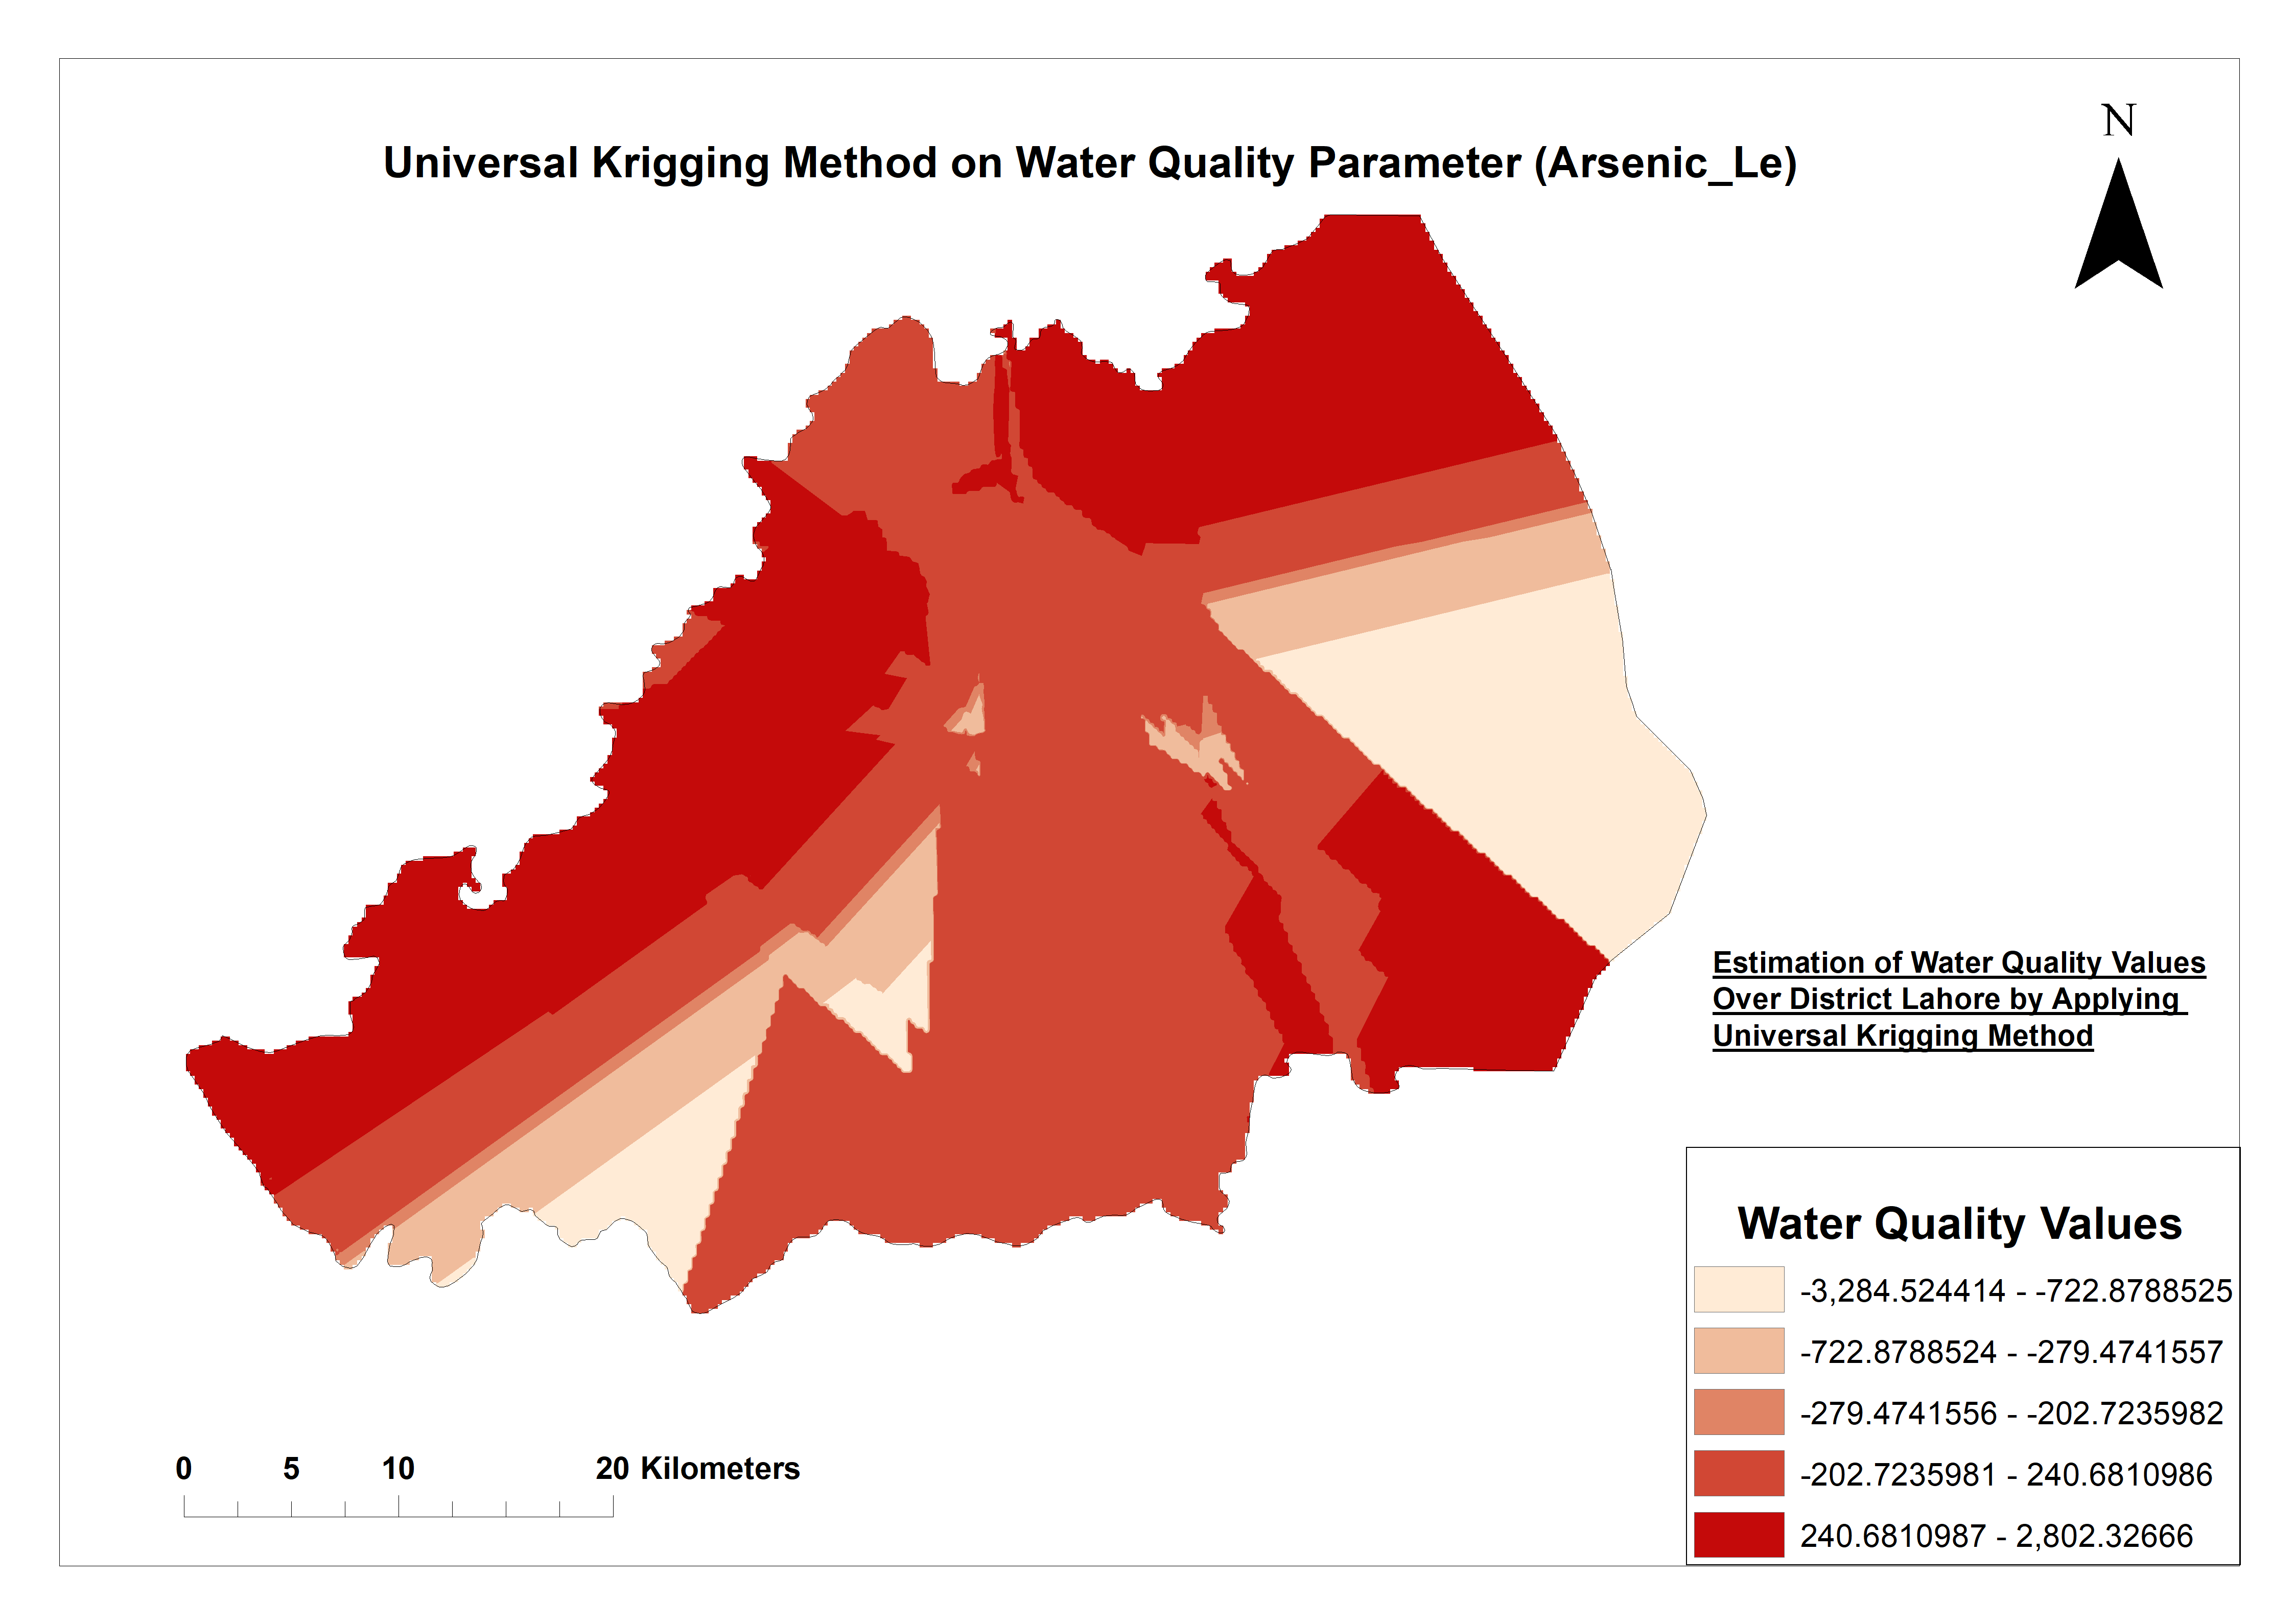 N
Universal Krigging Method on Water Quality Parameter (Arsenic_Le)
Estimation of Water Quality Values
Over District Lahore by Applying
Universal Krigging Method
Water Quality Values
-3,284.524414 - -722.8788525
-722.8788524 - -279.4741557
-279.4741556 - -202.7235982
-202.7235981 - 240.6810986
240.6810987 - 2,802.32666
0 5 10 20 Kilometers